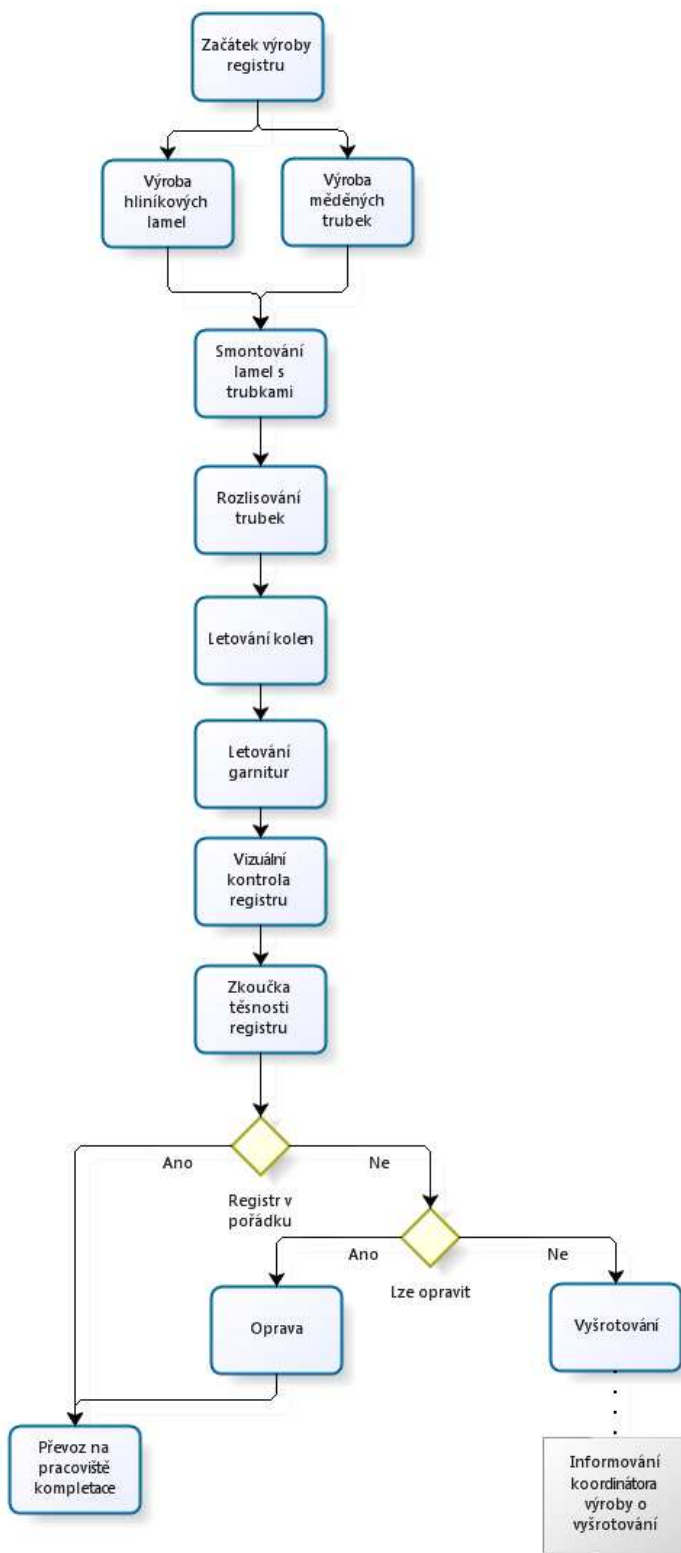 Začátek výroby
registru
Výroba
hliníkových
lamel
Výroba
měděných
trubek
Smontování
lamel s
trubkami
Rozlisování
trubek
Letování kolen
Letování
garnitur
Vizuální
kontrola
registru
Zkoučka
těsnosti
registru
Ano
Ne
Registr v
pořádku
Ano
Ne
Lze opravit
Oprava
Vyšrotování
Převoz na
pracoviště
kompletace
Informování
koordinátora
výroby o
vyšrotování